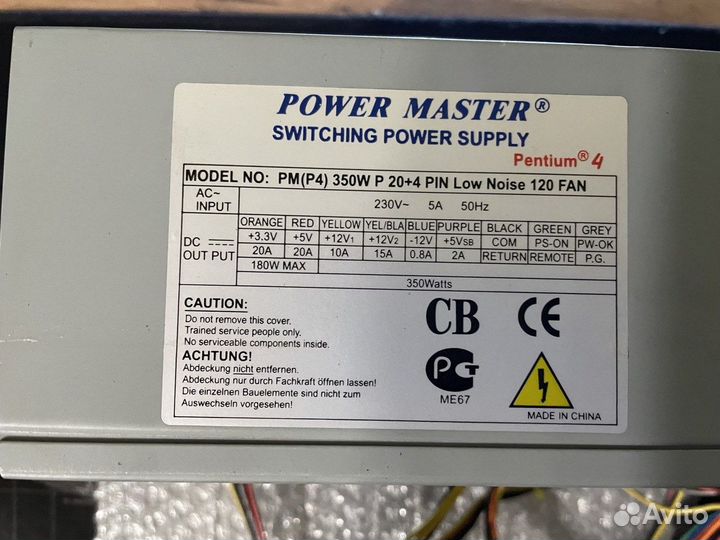 POWER MASTER®
SWITCHING POWER SUPPLY
Pentium® 4
MODEL NO: PM(P4) 350W P 20+4 PIN Low Noise 120 FAN
AC~ INPUT 230V~ 5A 50Hz
ORANGE RED YELLOW YEL/BLA BLUE PURPLE BLACK GREEN GREY
DC +3.3V +5V +12V1 +12V2 -12V +5VSB COM PS-ON PW-OK
OUT PUT 20A 20A 10A 15A 0.8A 2A RETURN REMOTE P.G.
180W MAX
350Watts
CAUTION:
Do not remove this cover.
Trained service people only.
No serviceable components inside.
ACHTUNG!
Abdeckung nicht entfernen.
Abdeckung nur durch Fachkraft öffnen lassen!
Die einzelnen Bauelemente sind nicht zum
Auswechseln vorgesehen!
CB CE
PCT
ME67
MADE IN CHINA
Avito